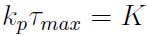 k_p τ_{max} = K